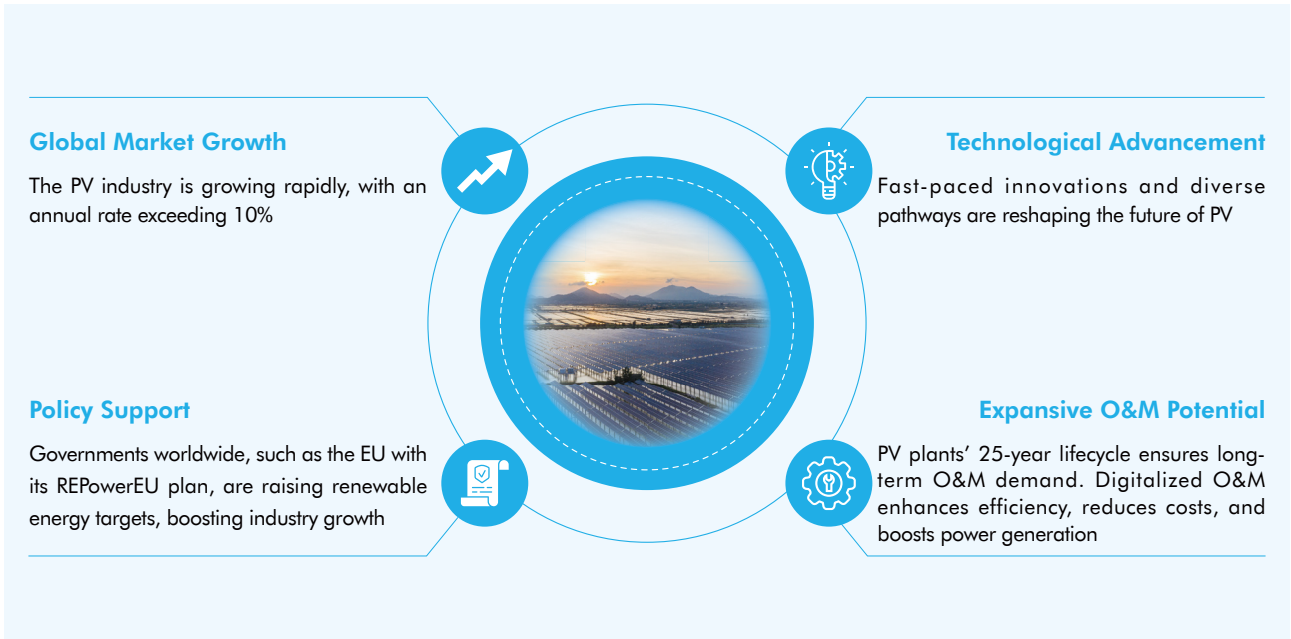 Global Market Growth
The PV industry is growing rapidly, with an
annual rate exceeding 10%
Technological Advancement
Fast-paced innovations and diverse
pathways are reshaping the future of PV
Policy Support
Governments worldwide, such as the EU with
its REPowerEU plan, are raising renewable
energy targets, boosting industry growth
Expansive O&M Potential
PV plants’ 25-year lifecycle ensures long-
term O&M demand. Digitalized O&M
enhances efficiency, reduces costs, and
boosts power generation